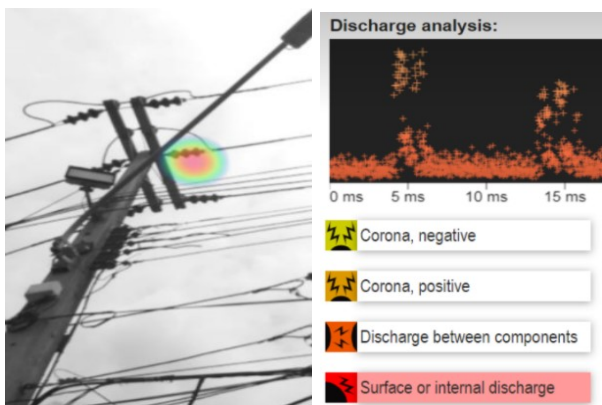 Discharge analysis:
0 ms
5 ms
10 ms
15 ms
Corona, negative
Corona, positive
Discharge between components
Surface or internal discharge